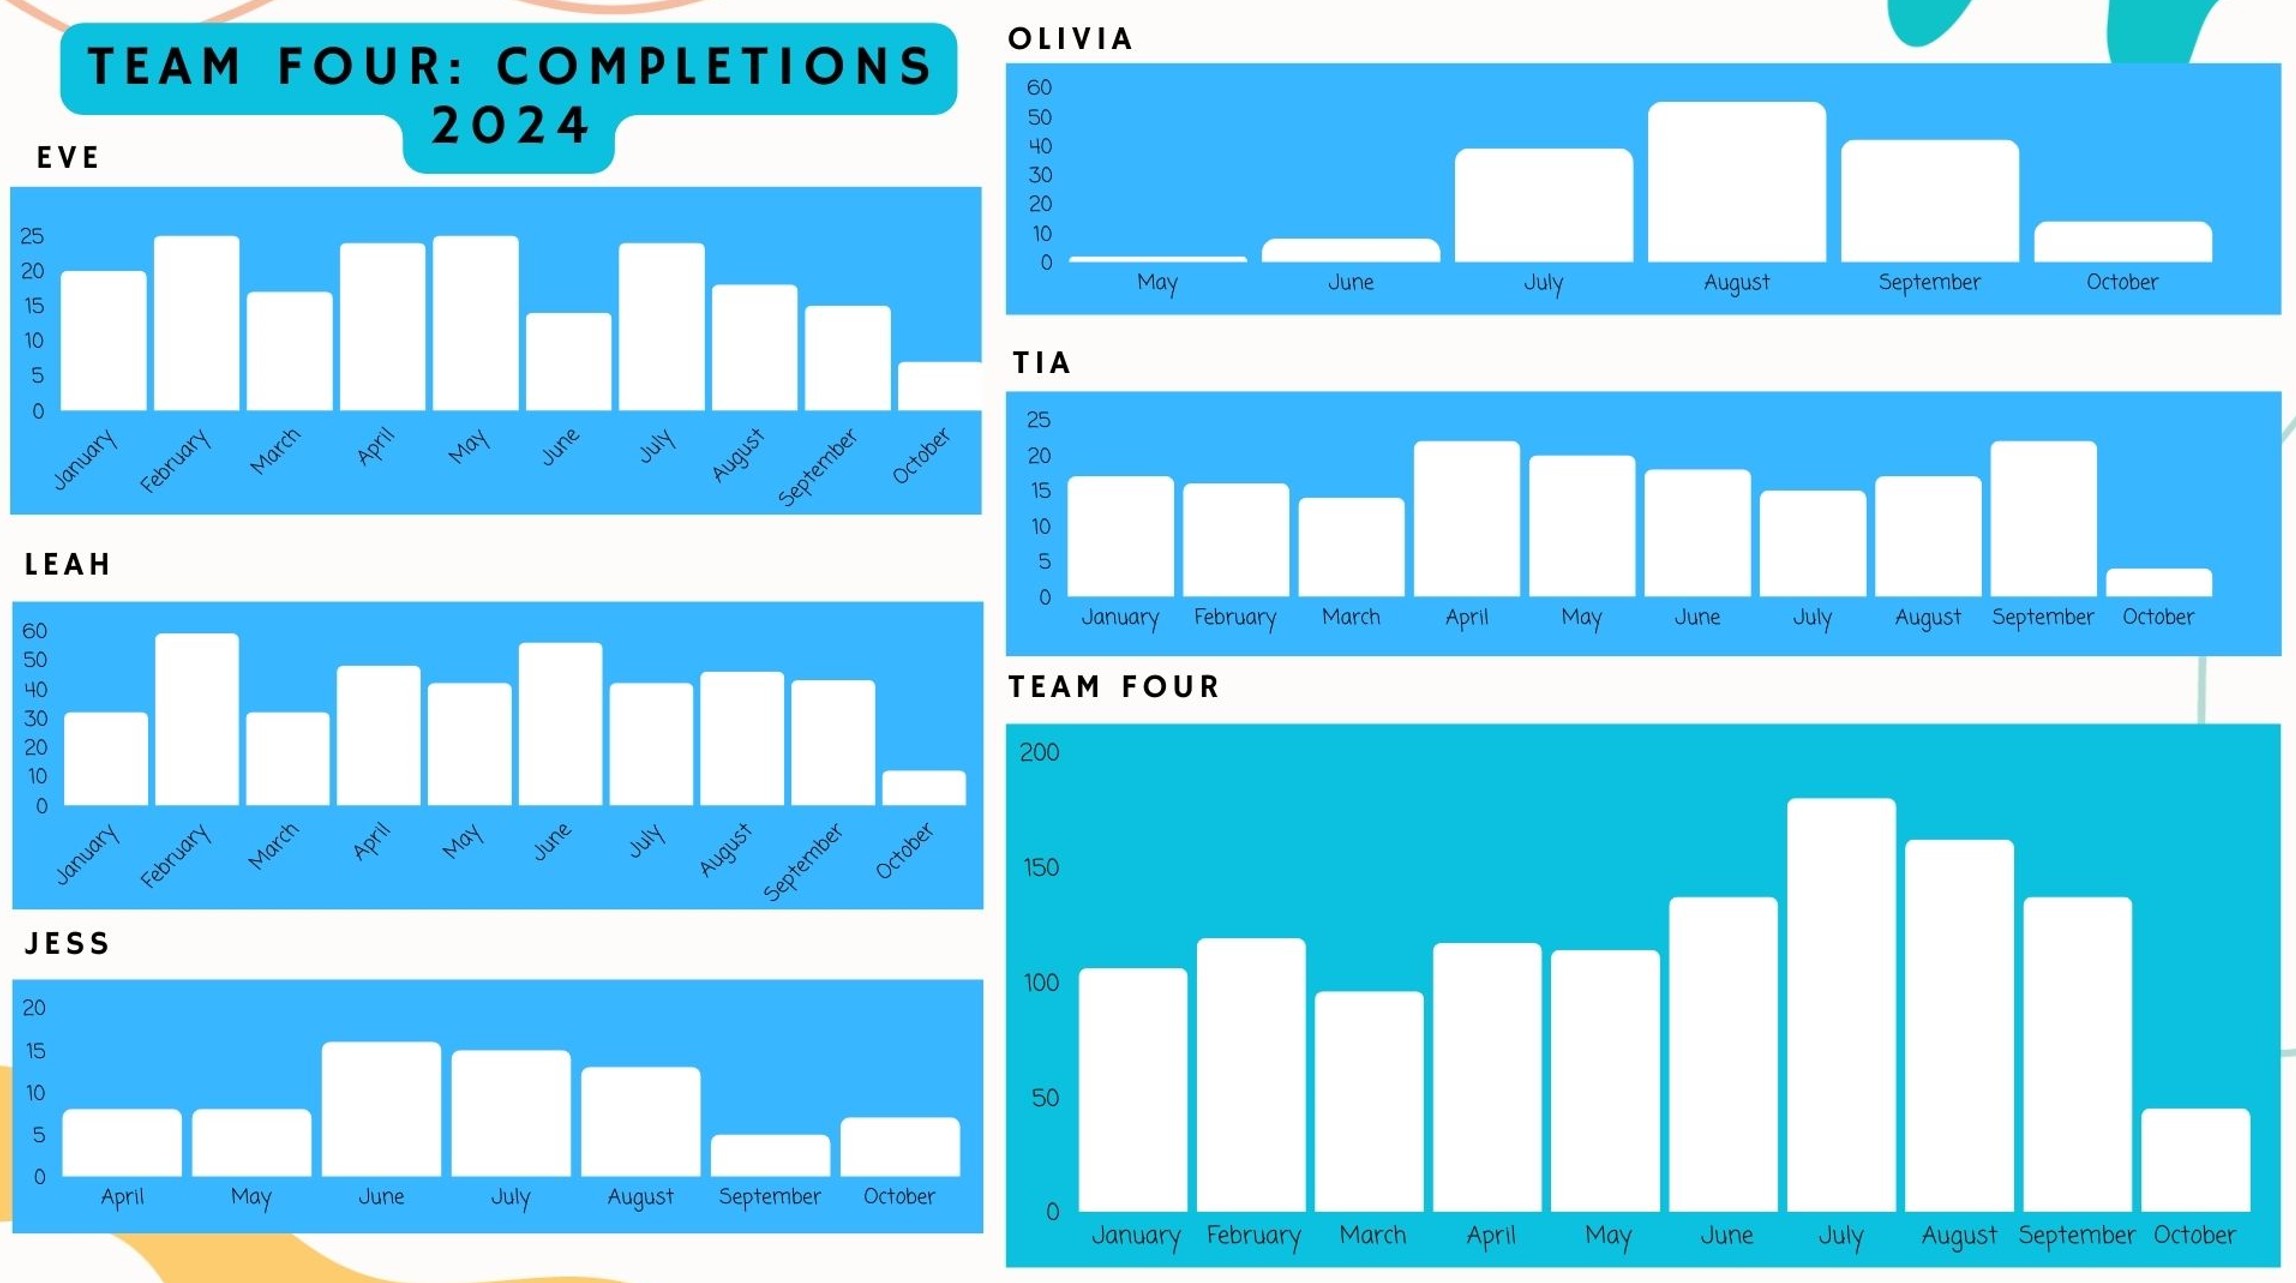 TEAM FOUR: COMPLETIONS
2024
EVE
25
20
15
10
5
0
January February March April May June July August September October
LEAH
60
50
40
30
20
10
0
January February March April May June July August September October
JESS
20
15
10
5
0
April May June July August September October
OLIVIA
60
50
40
30
20
10
0
May June July August September October
TIA
25
20
15
10
5
0
January February March April May June July August September October
TEAM FOUR
200
150
100
50
0
January February March April May June July August September October